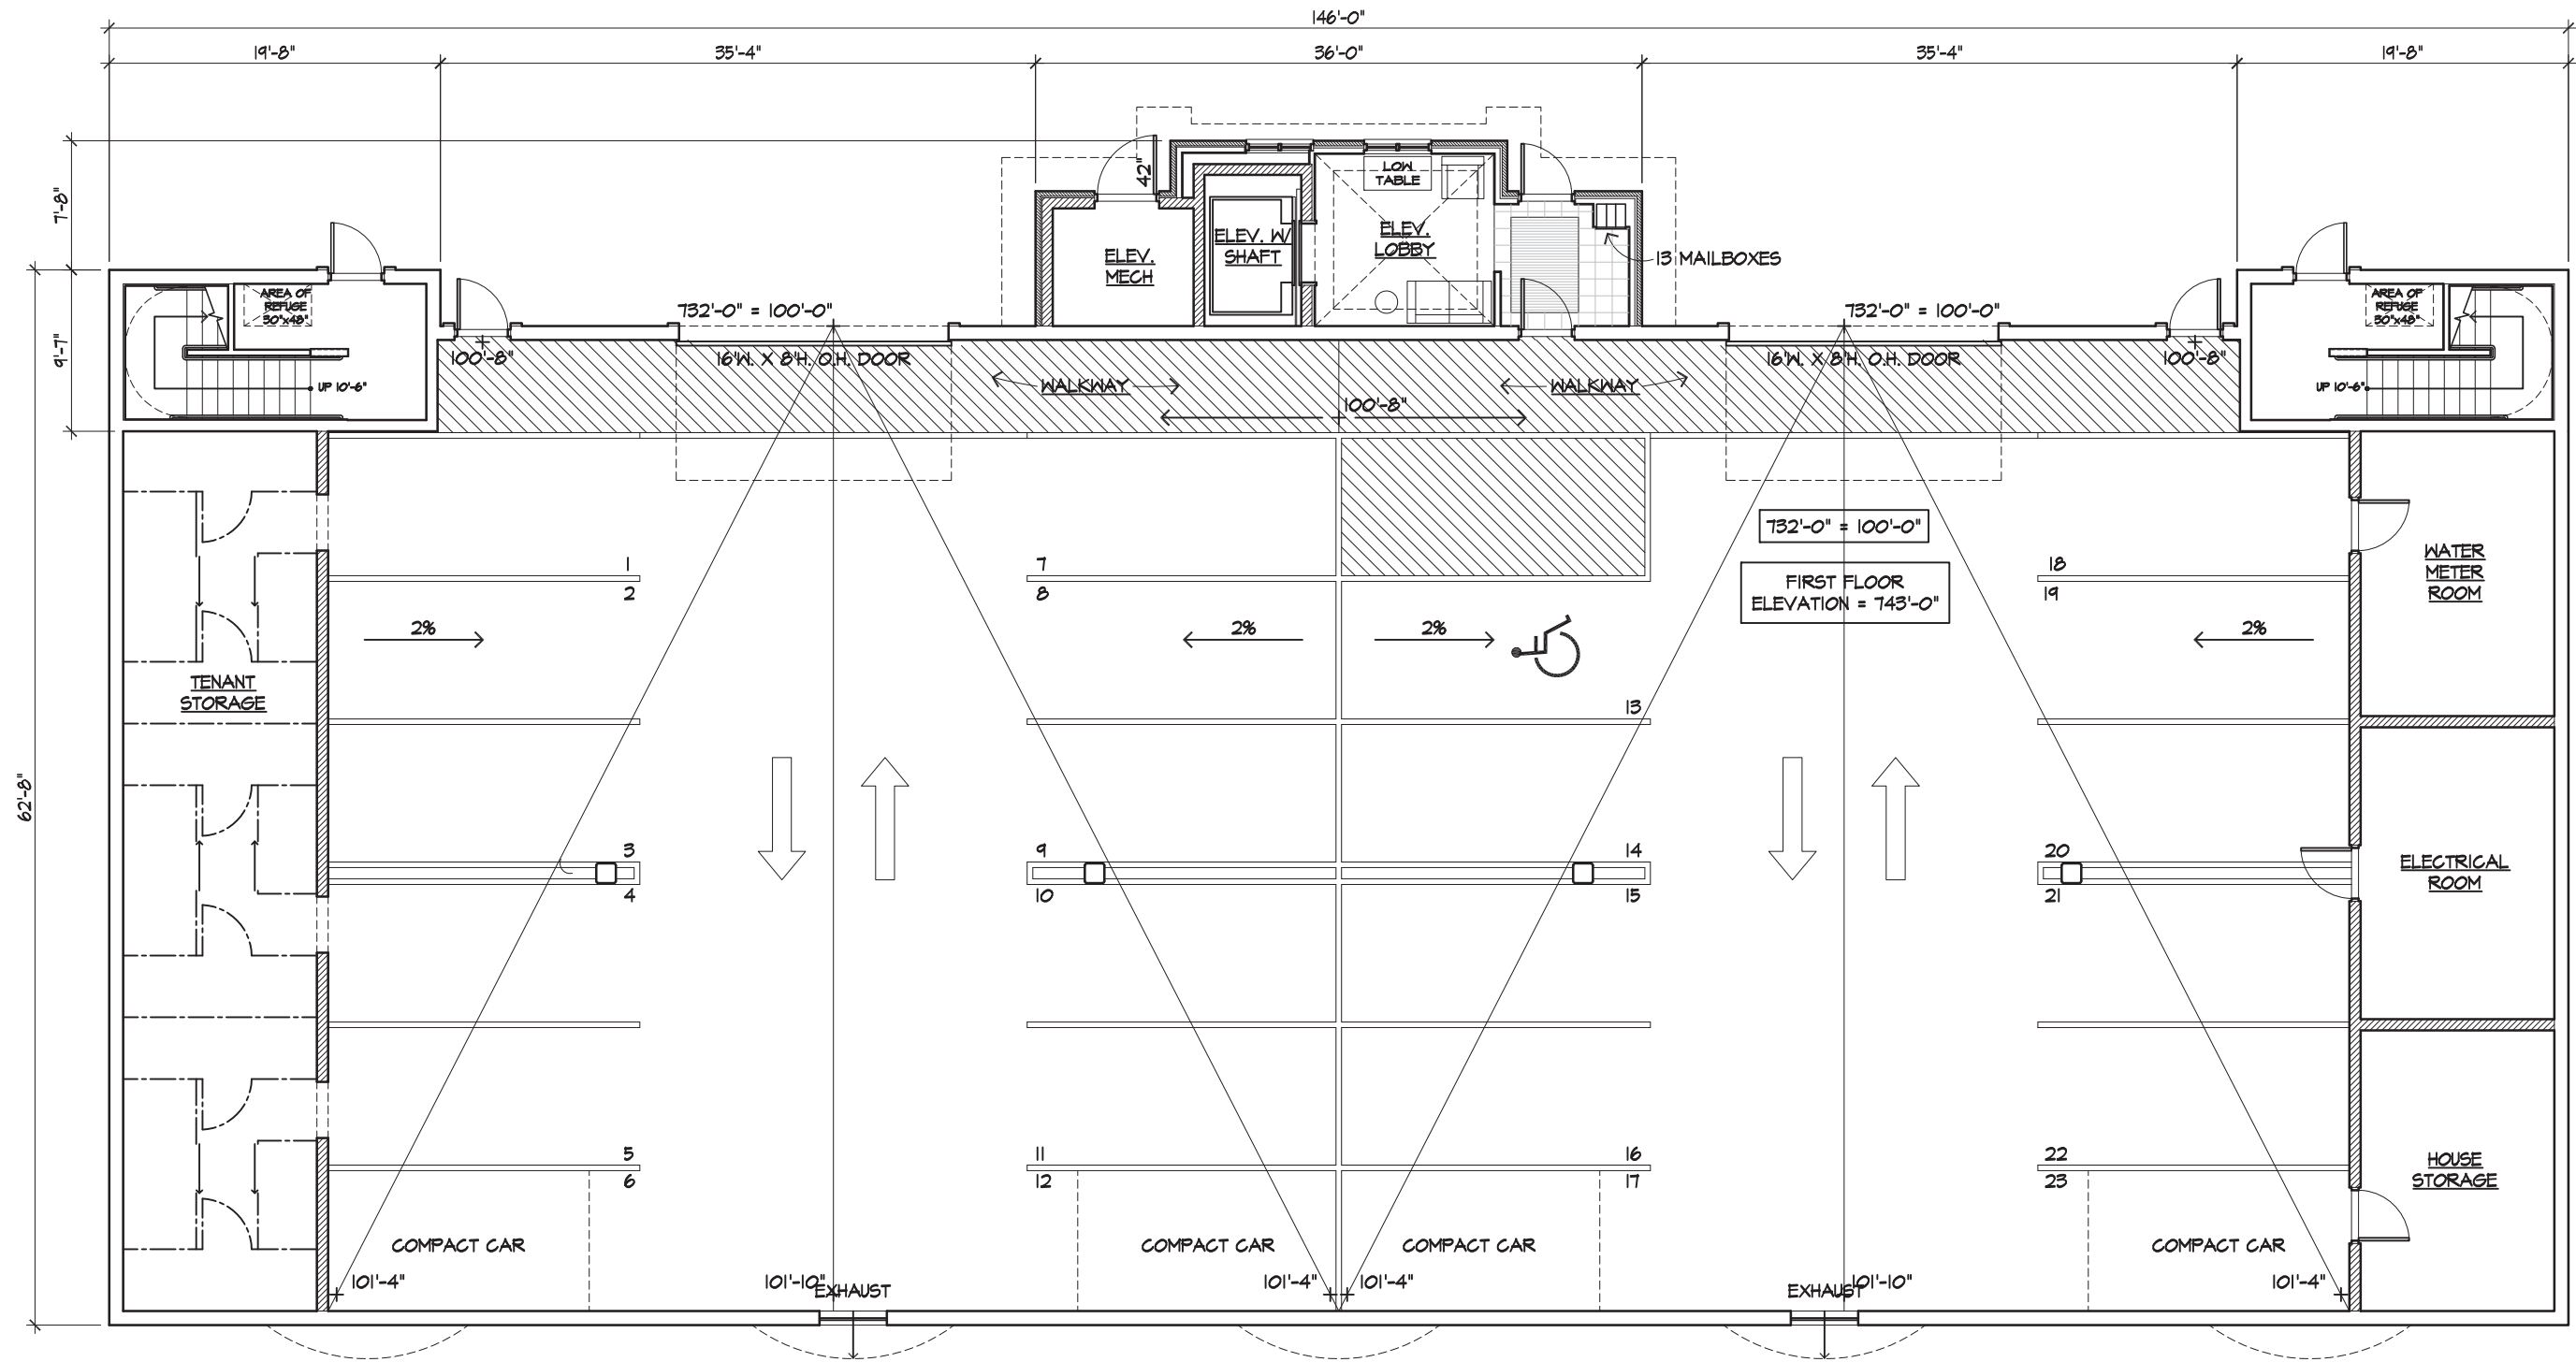 146'-0"
19'-8"
35'-4"
36'-0"
35'-4"
19'-8"
7'-8"
42"
LOW
TABLE
ELEV.
MECH
ELEV. W/
SHAFT
ELEV.
LOBBY
13 MAILBOXES
9'-7"
AREA OF
REFUGE
30"x48"
AREA OF
REFUGE
30"x48"
732'-0" = 100'-0"
732'-0" = 100'-0"
100'-8"
16'W. X 8'H. O.H. DOOR
16'W. X 8'H. O.H. DOOR
100'-8"
UP 10'-6"
WALKWAY
WALKWAY
UP 10'-6"
100'-8"
732'-0" = 100'-0"
FIRST FLOOR
ELEVATION = 743'-0"
WATER
METER
ROOM
1
2
7
8
18
19
2%
2%
2%
2%
TENANT
STORAGE
13
62'-8"
3
4
9
10
14
15
20
21
ELECTRICAL
ROOM
5
6
11
12
16
17
22
23
HOUSE
STORAGE
COMPACT CAR
COMPACT CAR
COMPACT CAR
COMPACT CAR
101'-4"
101'-10"
EXHAUST
101'-4"
101'-4"
EXHAUST
101'-10"
101'-4"